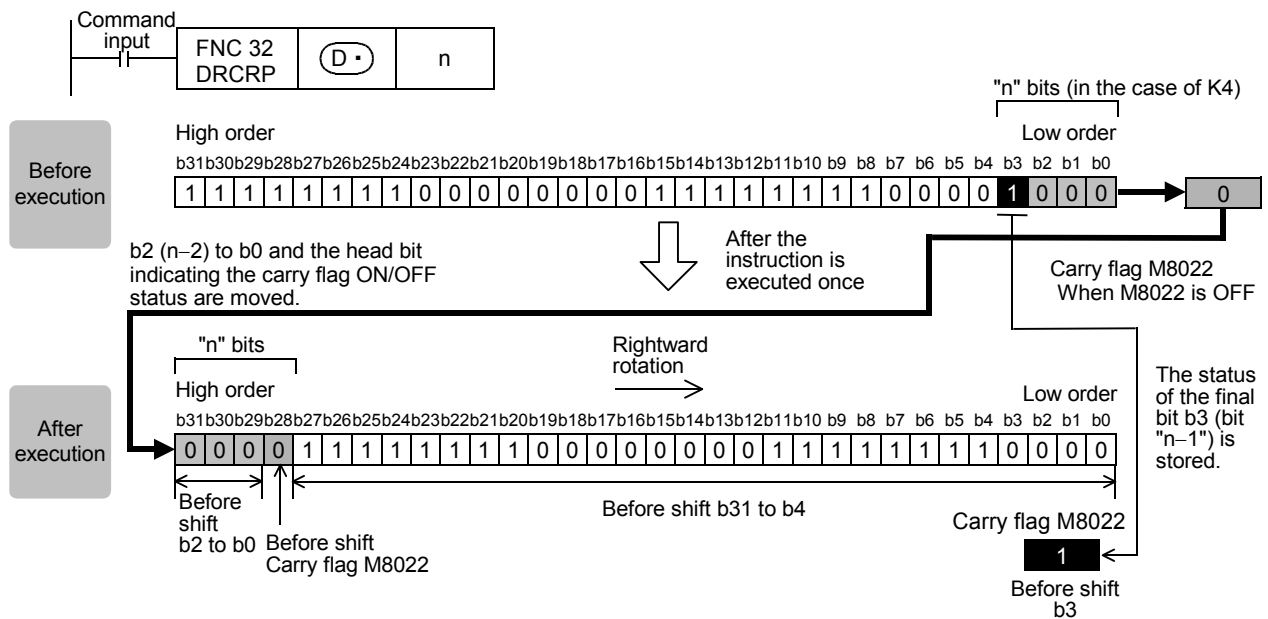 Command
input
FNC 32
DRCRP
D・
n
"n" bits (in the case of K4)
High order
Low order
b31b30b29b28b27b26b25b24b23b22b21b20b19b18b17b16b15b14b13b12b11b10 b9 b8 b7 b6 b5 b4 b3 b2 b1 b0
Before
execution
1 1 1 1 1 1 1 1 0 0 0 0 0 0 0 0 1 1 1 1 1 1 1 1 0 0 0 0 1 0 0 0
0
b2 (n−2) to b0 and the head bit
indicating the carry flag ON/OFF
status are moved.
After the
instruction is
executed once
Carry flag M8022
When M8022 is OFF
"n" bits
Rightward
rotation
High order
Low order
b31b30b29b28b27b26b25b24b23b22b21b20b19b18b17b16b15b14b13b12b11b10 b9 b8 b7 b6 b5 b4 b3 b2 b1 b0
After
execution
0 0 0 0 1 1 1 1 1 1 1 1 0 0 0 0 0 0 0 0 1 1 1 1 1 1 1 1 0 0 0 0
The status
of the final
bit b3 (bit
"n−1") is
stored.
Before
shift
b2 to b0
Before shift
Carry flag M8022
Before shift b31 to b4
Carry flag M8022
1
Before shift
b3